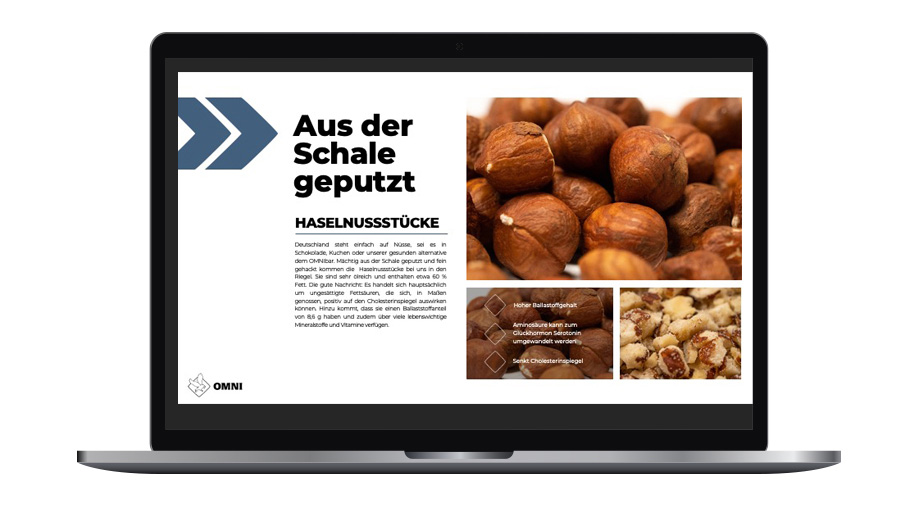 Aus der
Schale
geputzt
HASELNUSSSTÜCKE
Deutschland steht einfach auf Nüsse, sei es in
Schokolade, Kuchen oder unserer gesunden alternative
dem OMNIbar. Mächtig aus der Schale geputzt und fein
gehackt kommen die Haselnussstücke bei uns in den
Riegel. Sie sind sehr ölreich und enthalten etwa 60 %
Fett. Die gute Nachricht: Es handelt sich hauptsächlich
um ungesättigte Fettsäuren, die sich, in Maßen
genossen, positiv auf den Cholesterinspiegel auswirken
können. Hinzu kommt, dass sie einen Ballaststoffanteil
von 8,6 g haben und zudem über viele lebenswichtige
Mineralstoffe und Vitamine verfügen.
Hoher Ballastoffgehalt
Aminosäure kann zum
Glückhormon Serotonin
umgewandelt werden
Senkt Cholesterinspiegel
OMNI